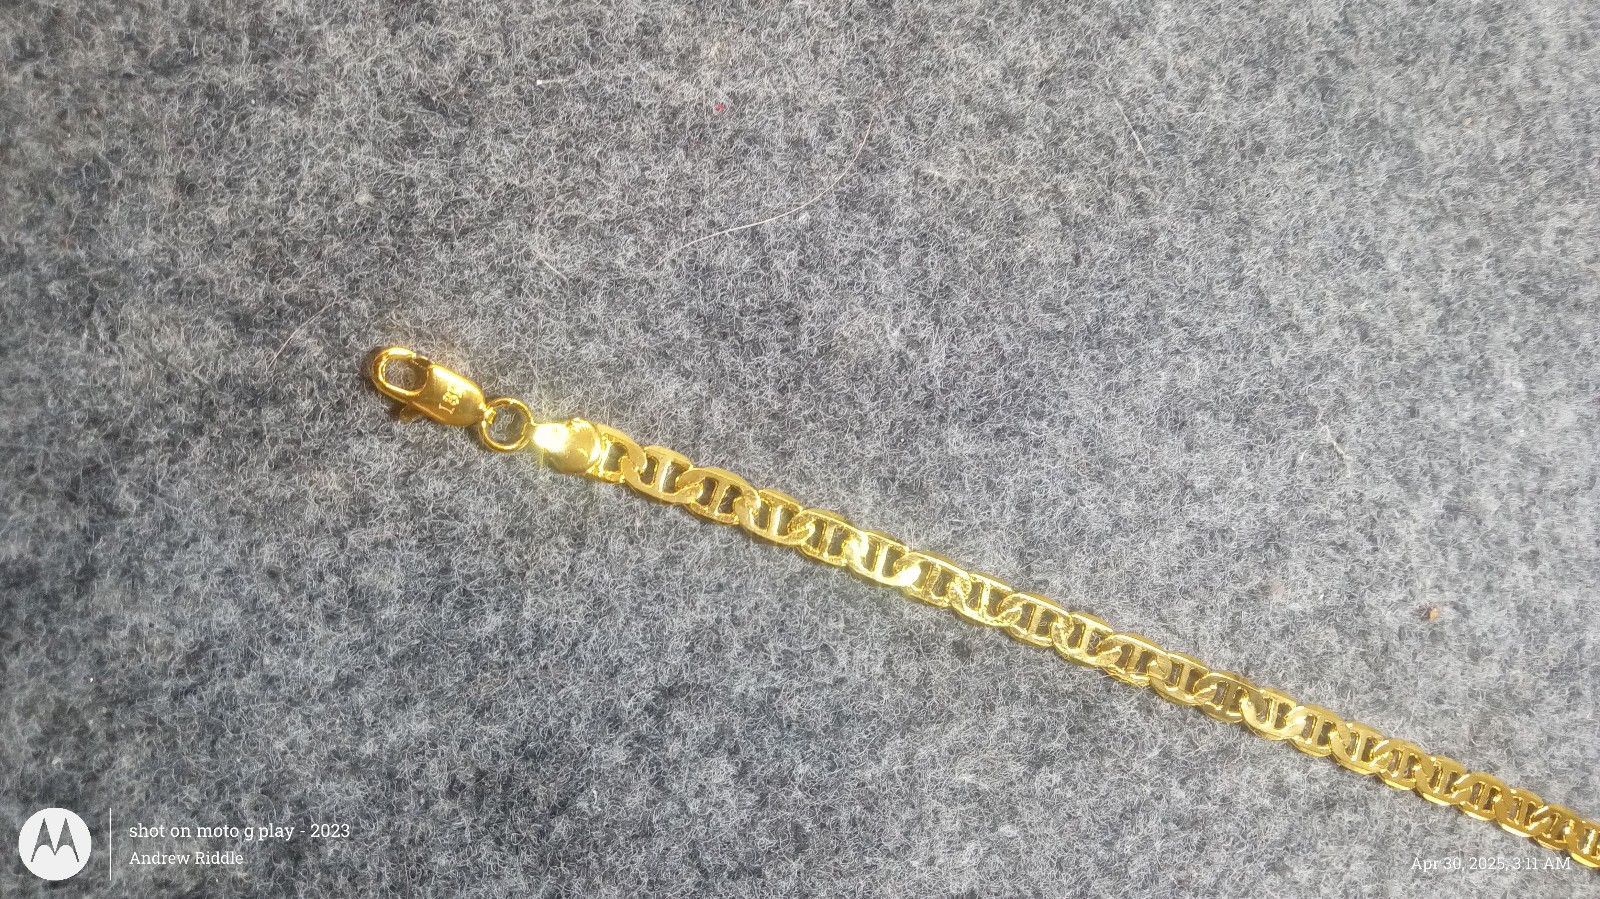 shot on moto g play - 2023
Andrew Riddle
Apr 30, 2025, 3:11 AM